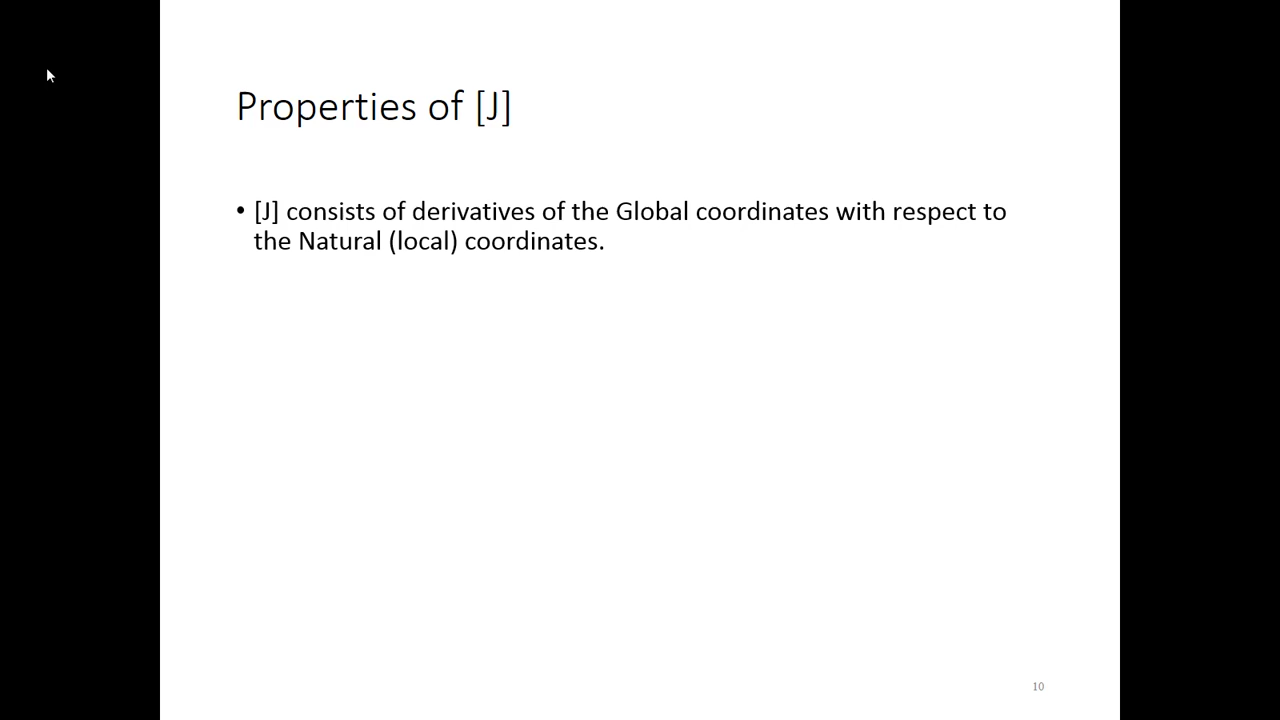 Properties of [J]
• [J] consists of derivatives of the Global coordinates with respect to
the Natural (local) coordinates.
10